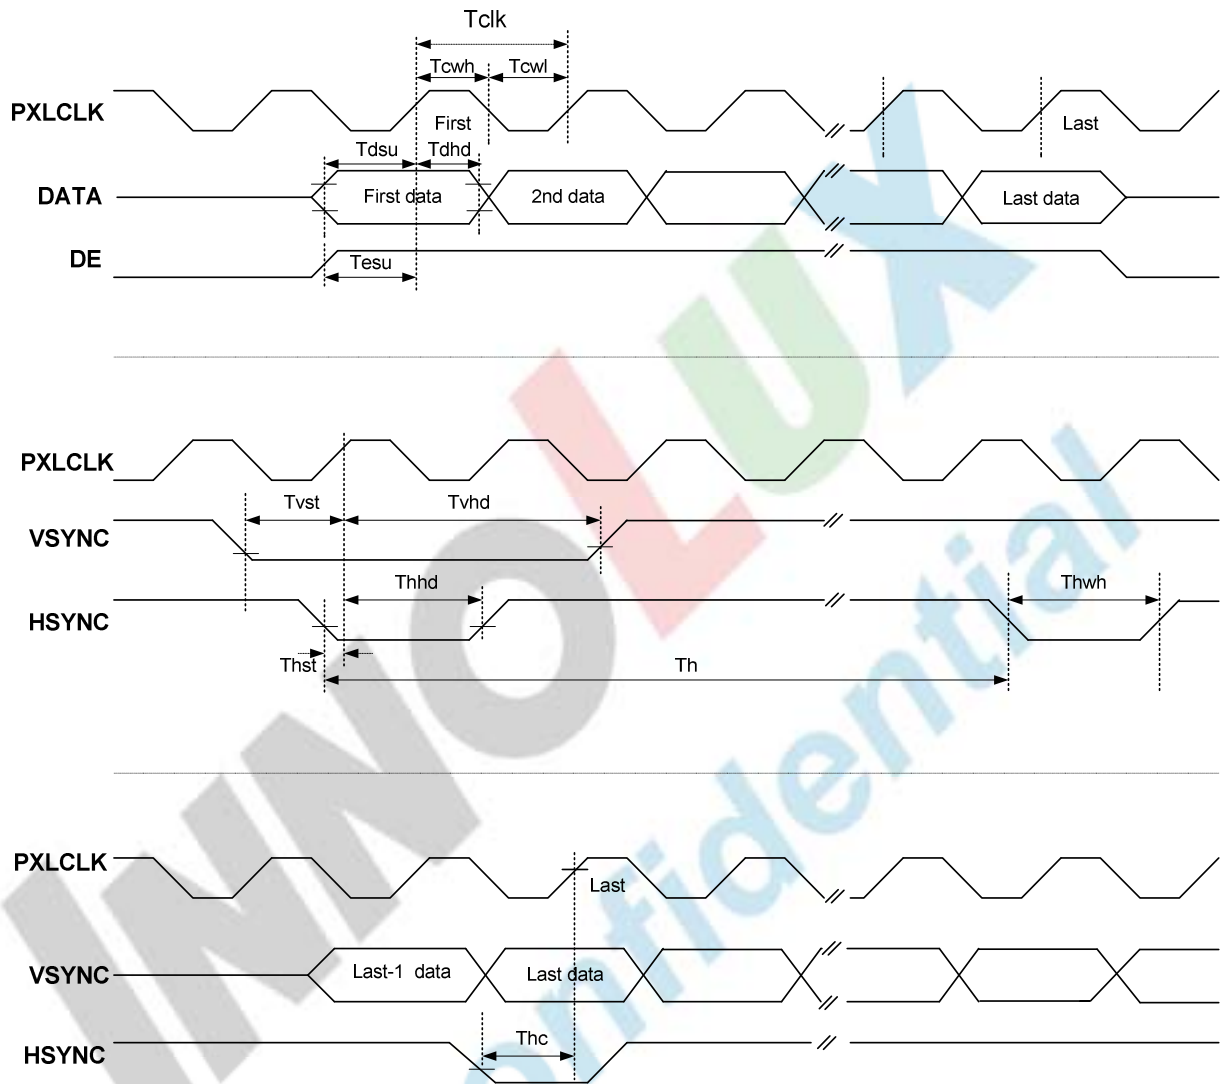 Tclk
Tcwh Tcwl
PXLCLK
First
Last
Tdsu Tdhd
DATA
First data
2nd data
Last data
DE
Tesu
PXLCLK
Tvst
Tvhd
VSYNC
Thhd
Thwh
HSYNC
Thst
Th
PXLCLK
Last
VSYNC
Last-1 data
Last data
Thc
HSYNC
INNOLUX
Confidential